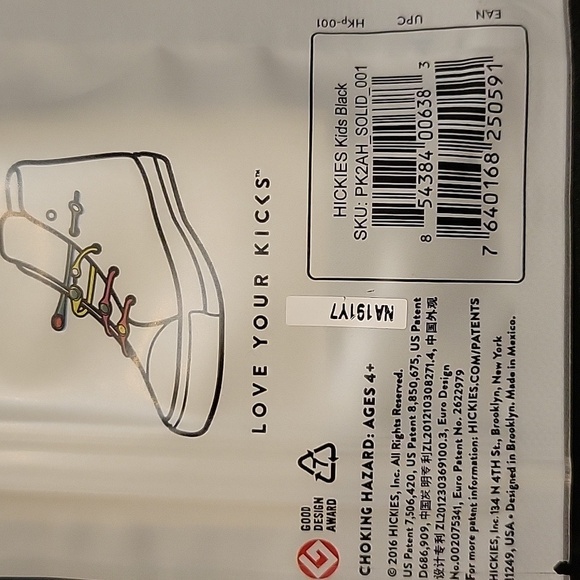 HKp-001
UPC
EAN
HICKIES Kids Black
SKU: PK2AH_SOLID_001
8 54384 00638 3
7 640168 250591
LOVE YOUR KICKS™
NA191Y7
GOOD
DESIGN
AWARD
CHOKING HAZARD: AGES 4+
© 2016 HICKIES, Inc. All Rights Reserved.
US Patent 7,506,420, US Patent 8,850,675, US Patent
D686,909, 中国发明专利 ZL201210308271.4, 中国外观
设计专利 ZL201230369100.3, Euro Design
No.002075341, Euro Patent No. 2622979
For more patent information: HICKIES.COM/PATENTS
HICKIES, Inc. 134 N 4TH St., Brooklyn, New York
11249, USA • Designed in Brooklyn. Made in Mexico.